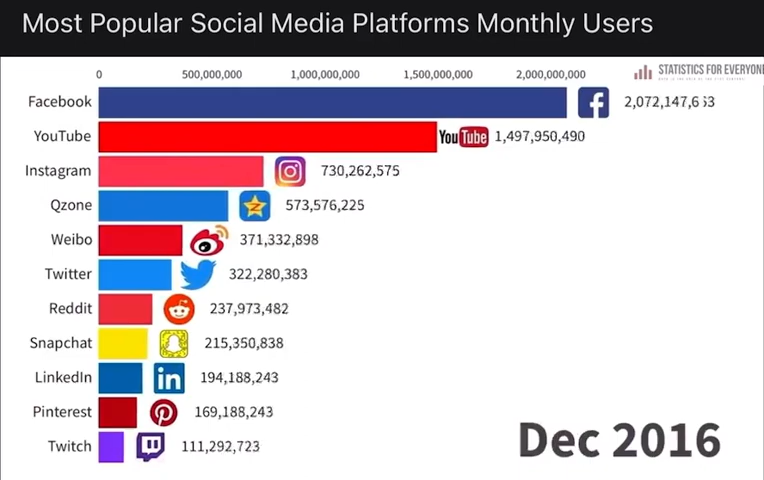 Most Popular Social Media Platforms Monthly Users
STATISTICS FOR EVERYONE
0 500,000,000 1,000,000,000 1,500,000,000 2,000,000,000
Facebook f
YouTube YouTube 1,497,950,490
Instagram 730,262,575
Qzone 573,576,225
Weibo 371,332,898
Twitter 322,280,383
Reddit 237,973,482
Snapchat 215,350,838
LinkedIn in 194,188,243
Pinterest 169,188,243
Twitch 111,292,723
Dec 2016